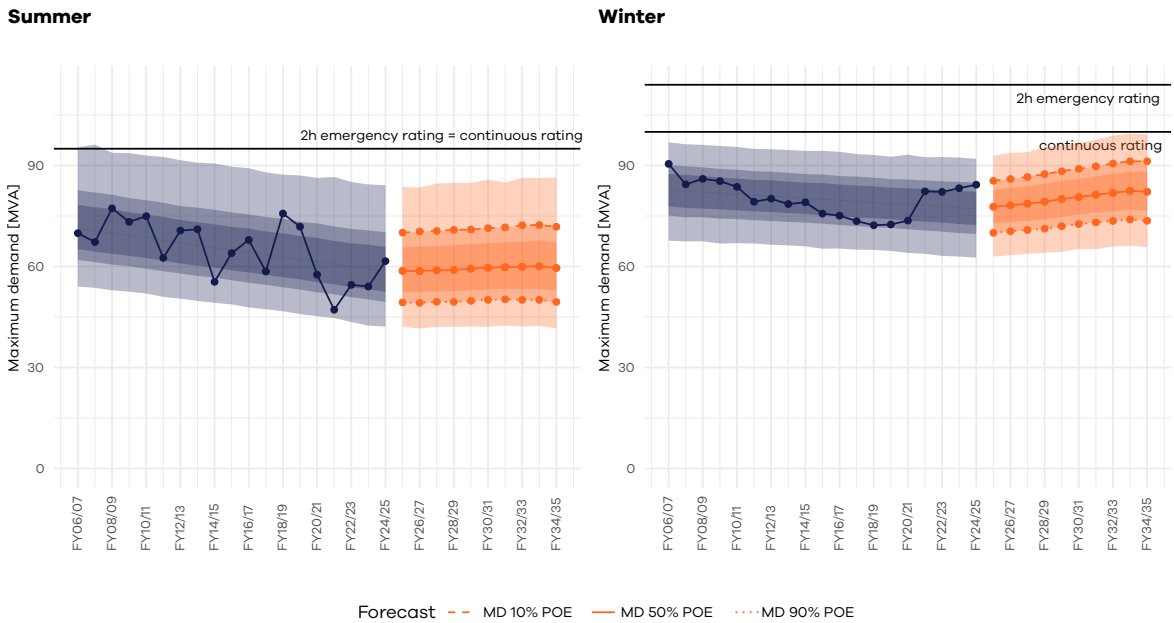 Summer
Winter
2h emergency rating = continuous rating
2h emergency rating
continuous rating
Maximum demand [MVA]
90
60
30
0
FY06/07
FY08/09
FY10/11
FY12/13
FY14/15
FY16/17
FY18/19
FY20/21
FY22/23
FY24/25
FY26/27
FY28/29
FY30/31
FY32/33
FY34/35
Maximum demand [MVA]
90
60
30
0
FY06/07
FY08/09
FY10/11
FY12/13
FY14/15
FY16/17
FY18/19
FY20/21
FY22/23
FY24/25
FY26/27
FY28/29
FY30/31
FY32/33
FY34/35
Forecast MD 10% POE MD 50% POE MD 90% POE